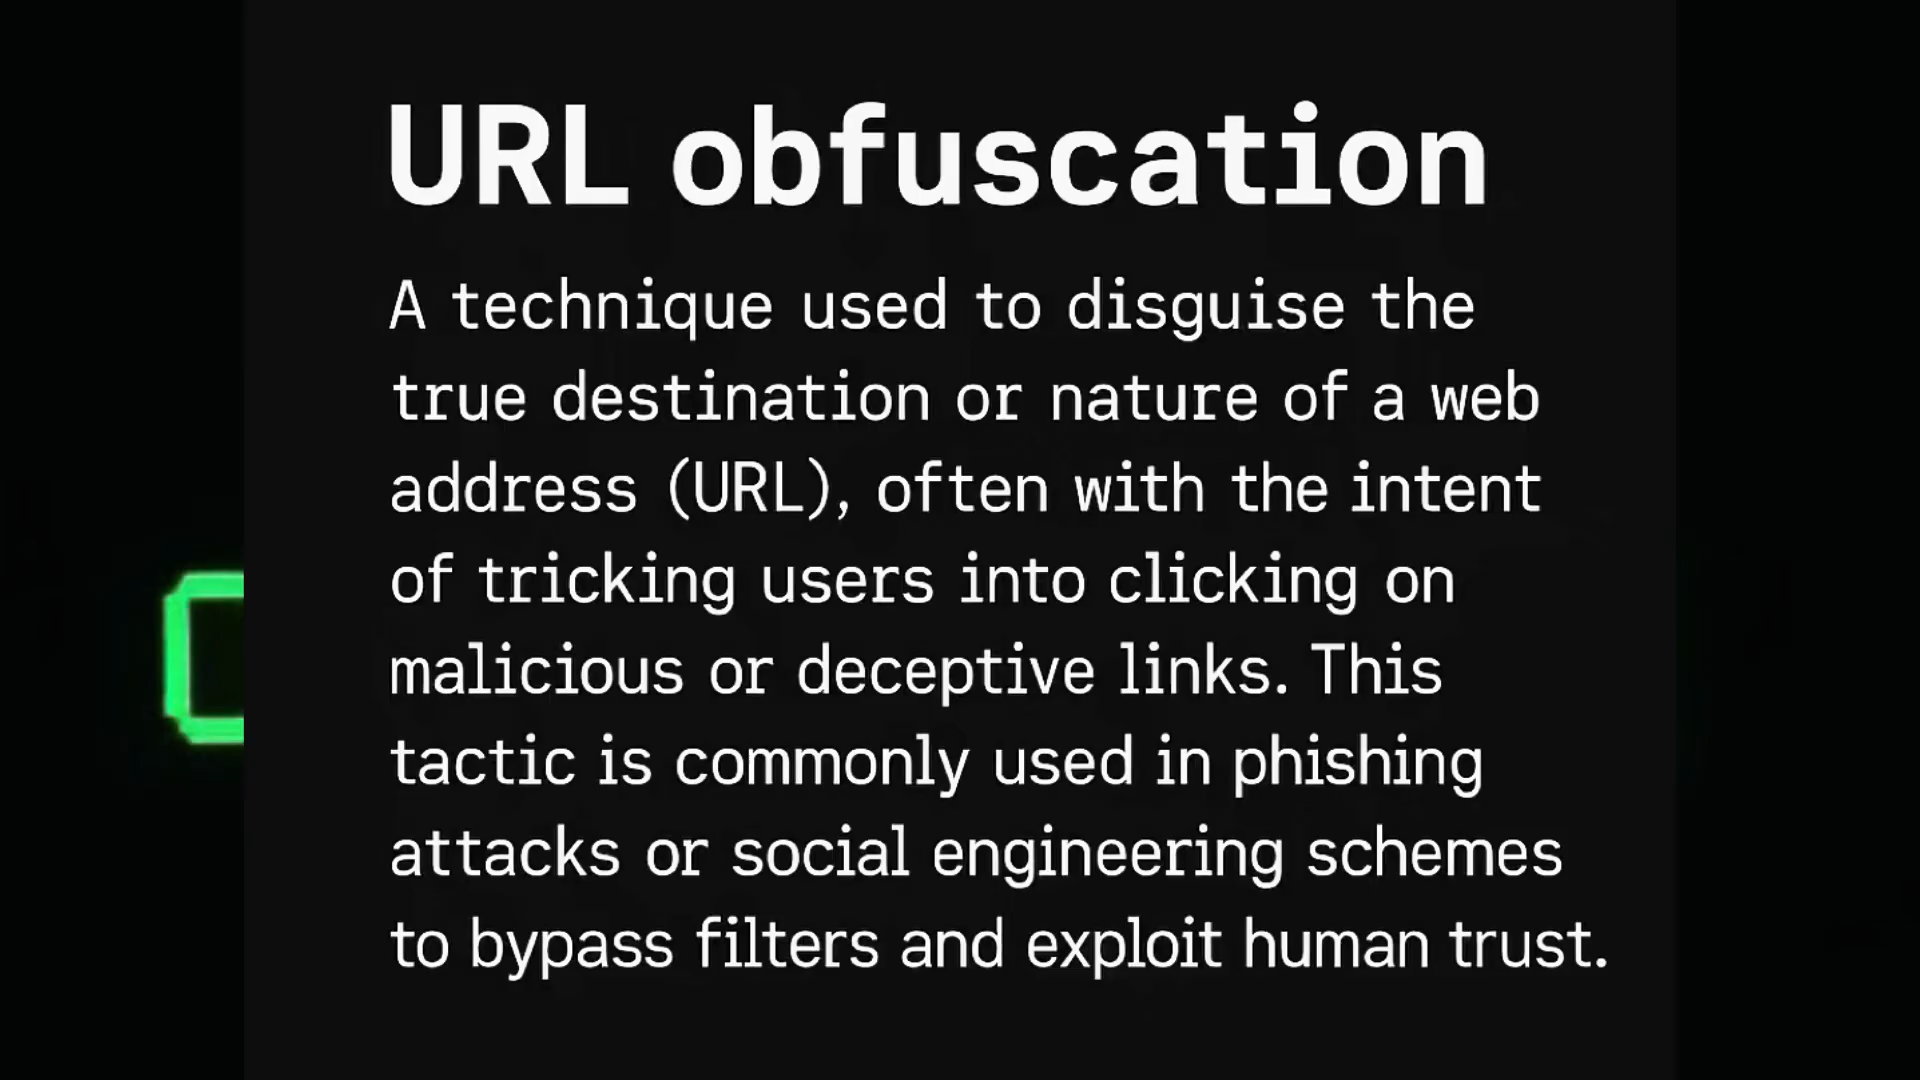 URL obfuscation
A technique used to disguise the
true destination or nature of a web
address (URL), often with the intent
of tricking users into clicking on
malicious or deceptive links. This
tactic is commonly used in phishing
attacks or social engineering schemes
to bypass filters and exploit human trust.